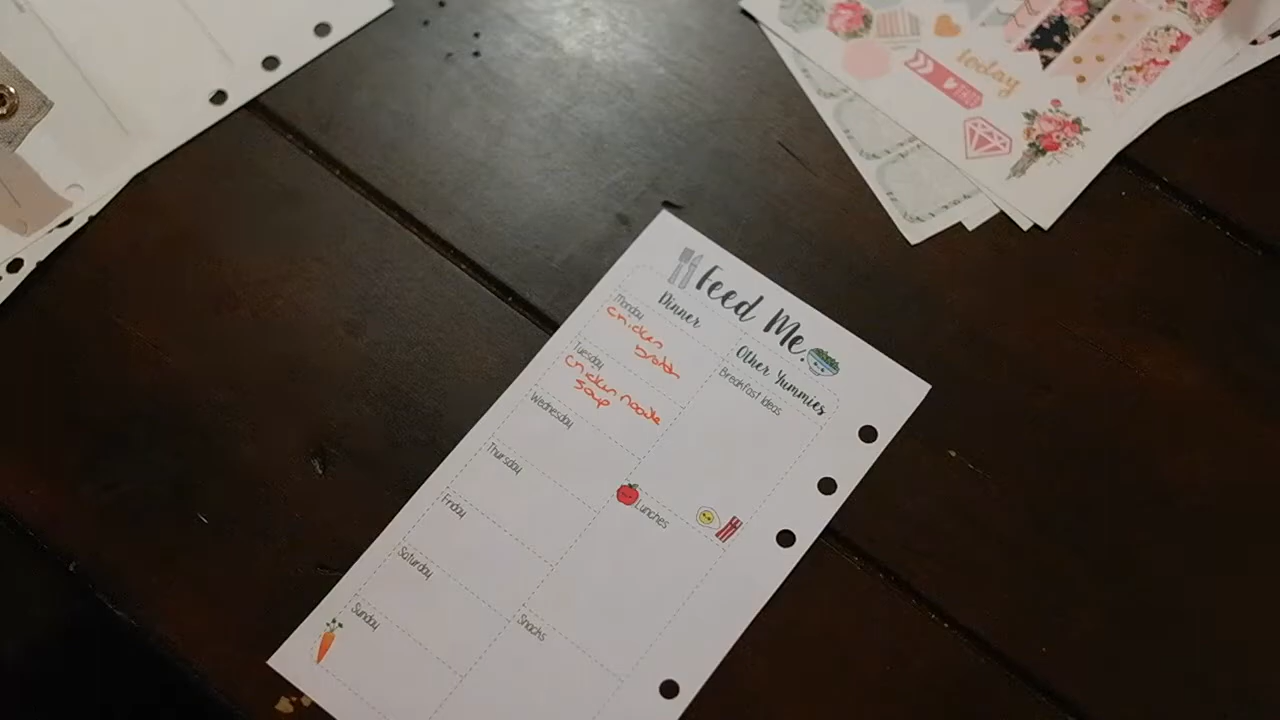 Feed Me.
Dinner
Other Yummies
Monday
chicken
broth
Tuesday
chicken noodle
soup
Wednesday
Thursday
Friday
Saturday
Sunday
Breakfast Ideas
Lunches
Snacks
today